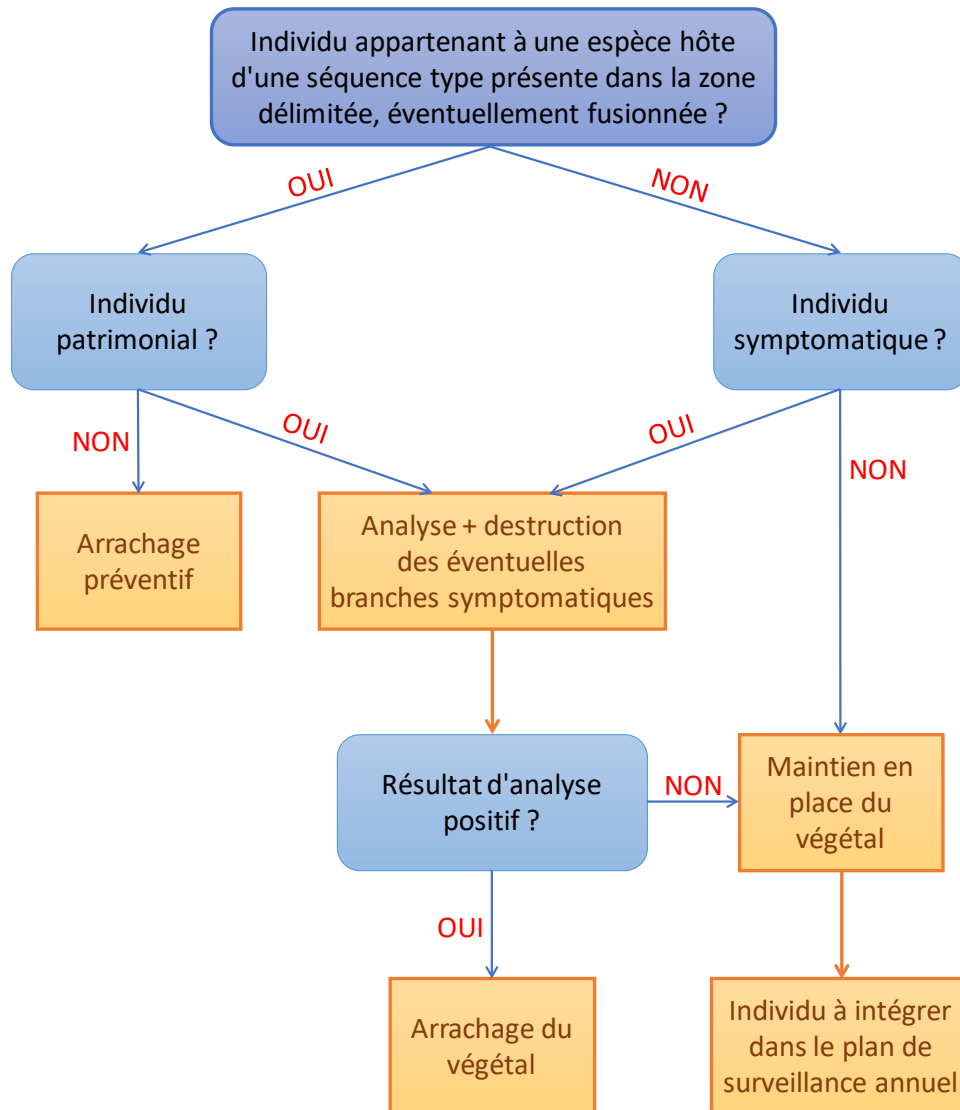 Individu appartenant à une espèce hôte
d'une séquence type présente dans la zone
délimitée, éventuellement fusionnée ?
OUI
NON
Individu
patrimonial ?
Individu
symptomatique ?
NON
OUI
OUI
NON
Arrachage
préventif
Analyse + destruction
des éventuelles
branches symptomatiques
Résultat d'analyse
positif ?
NON
Maintien en
place du
végétal
OUI
Arrachage du
végétal
Individu à intégrer
dans le plan de
surveillance annuel